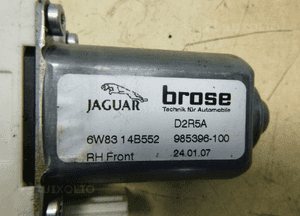 JAGUAR
brose
Technik für Automobile
D2R5A
6W83 14B552
985396-100
RH Front
24.01.07